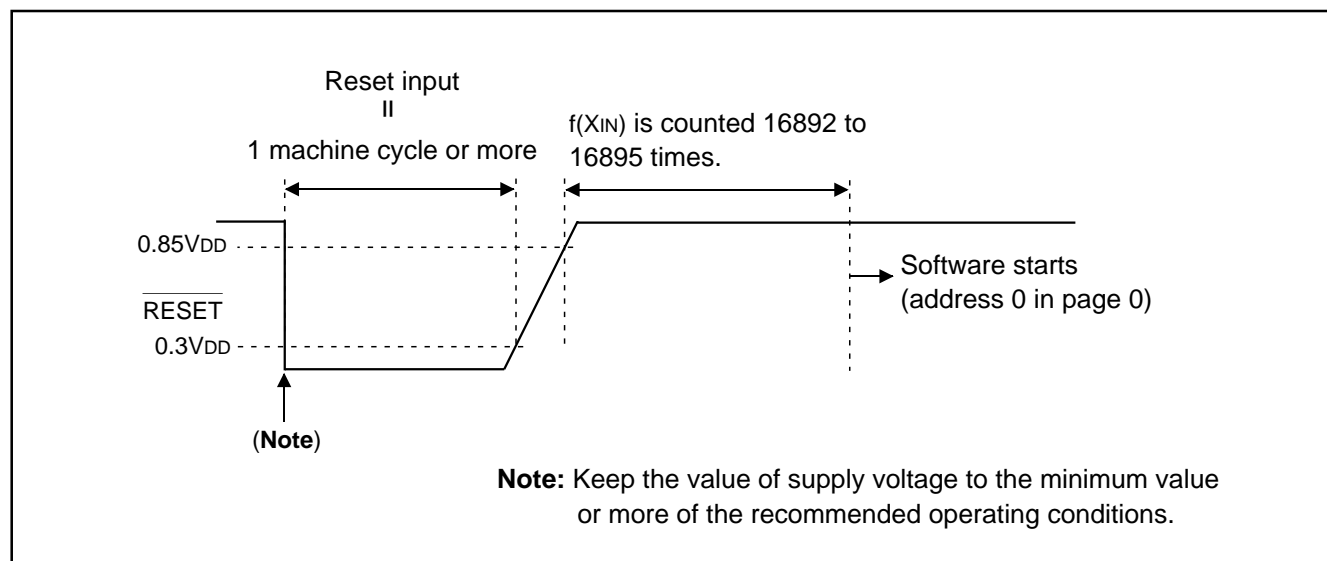 Reset input
=
1 machine cycle or more
f(XIN) is counted 16892 to
16895 times.
0.85VDD
RESET
0.3VDD
Software starts
(address 0 in page 0)
(Note)
Note: Keep the value of supply voltage to the minimum value
or more of the recommended operating conditions.